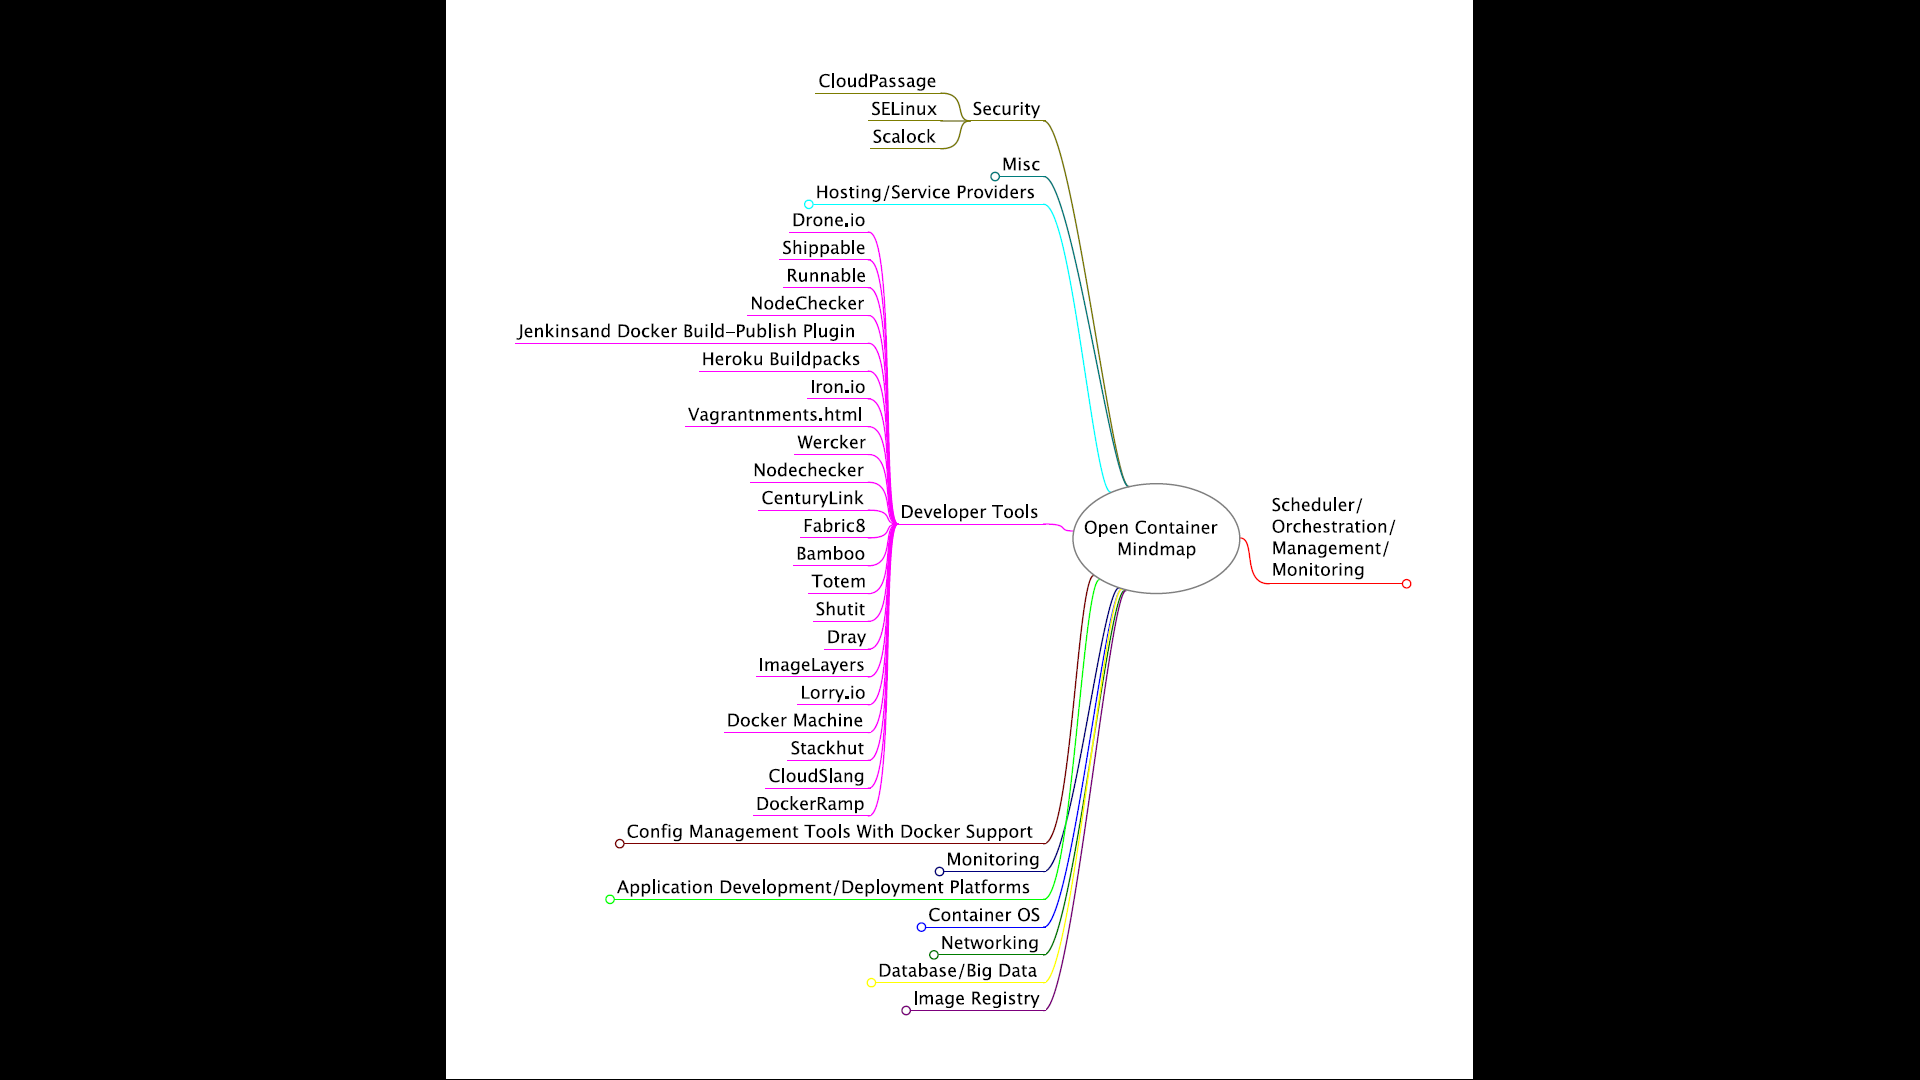 CloudPassage
SELinux
Security
Scalock
Misc
Hosting/Service Providers
Drone.io
Shippable
Runnable
NodeChecker
Jenkinsand Docker Build-Publish Plugin
Heroku Buildpacks
Iron.io
Vagrantnments.html
Wercker
Nodechecker
CenturyLink
Fabric8
Bamboo
Totem
Shutit
Dray
ImageLayers
Lorry.io
Docker Machine
Stackhut
CloudSlang
DockerRamp
Developer Tools
Open Container
Mindmap
Scheduler/
Orchestration/
Management/
Monitoring
Config Management Tools With Docker Support
Monitoring
Application Development/Deployment Platforms
Container OS
Networking
Database/Big Data
Image Registry